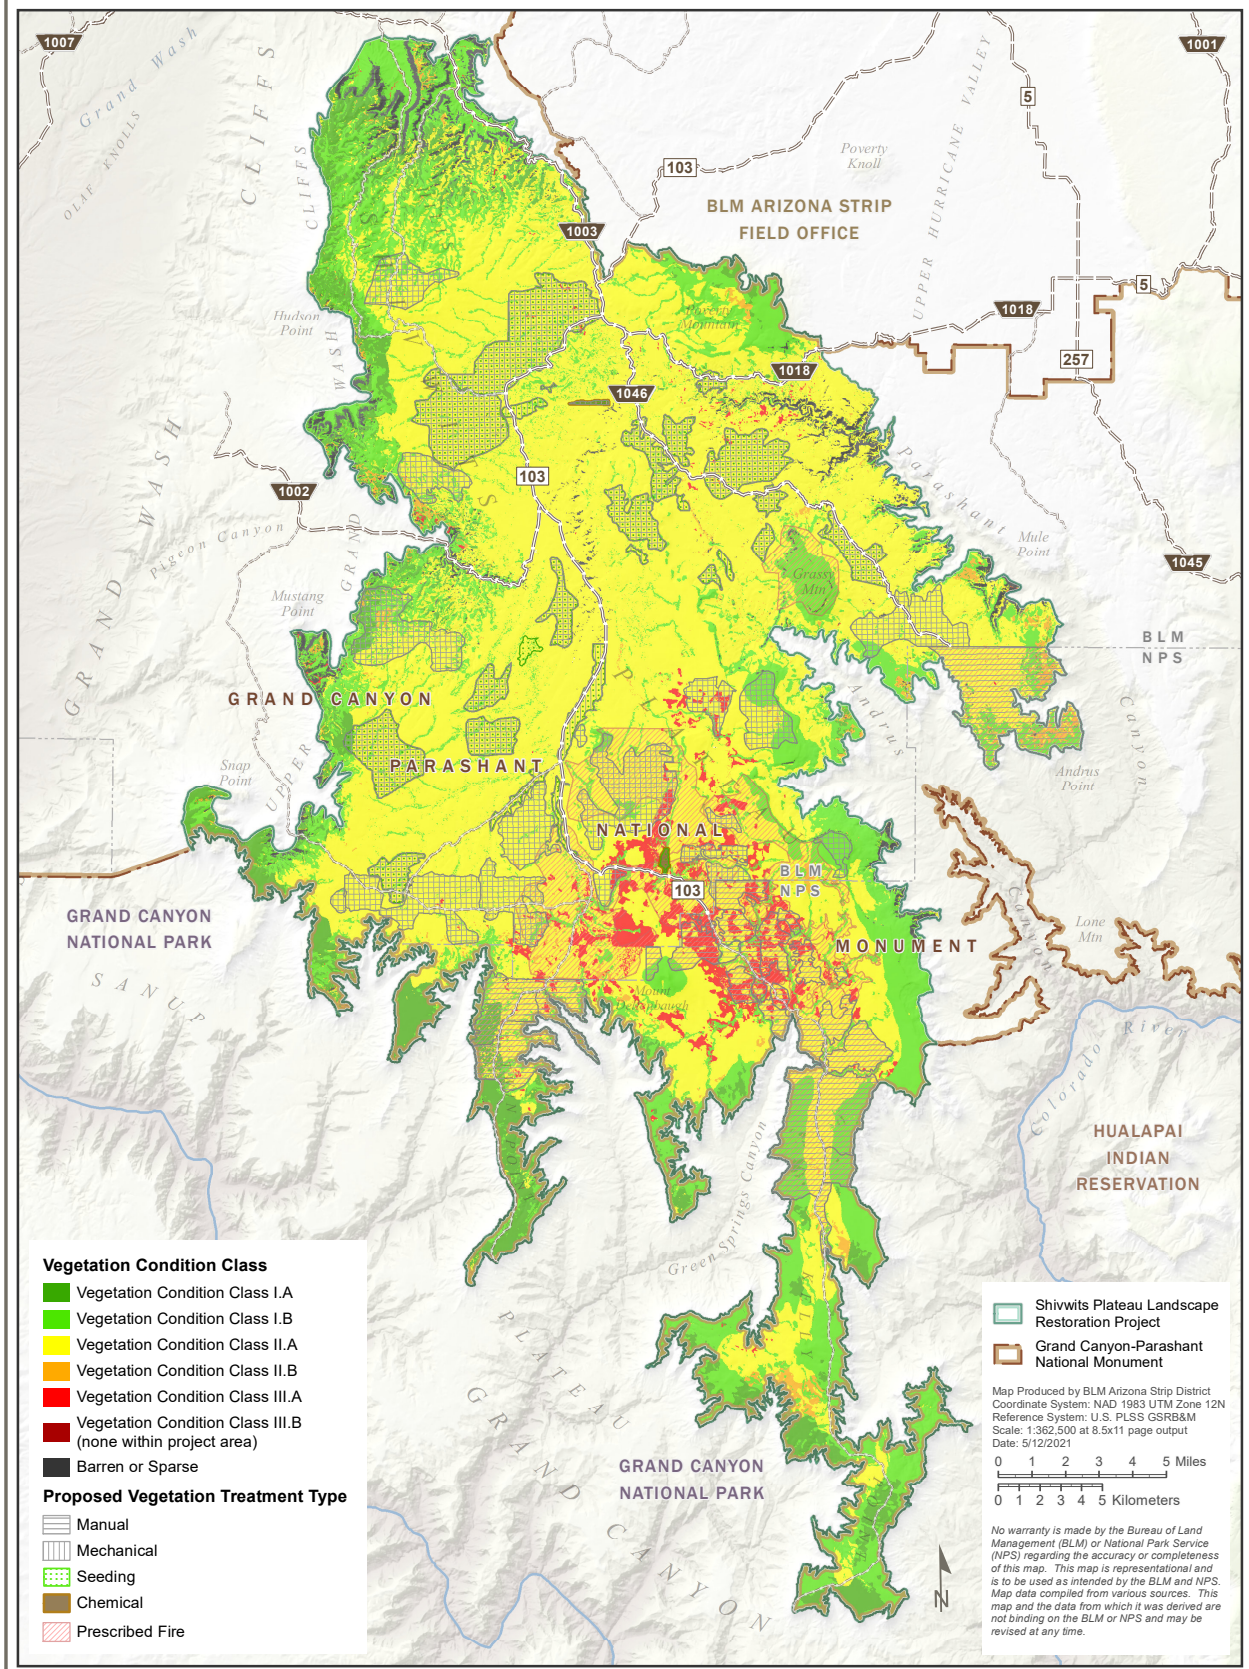 1007
Grand Wash
OLAF KNOLLS
CLIFFS
CLIFFS
1001
5
UPPER HURRICANE VALLEY
Poverty
Knoll
103
BLM ARIZONA STRIP
FIELD OFFICE
1003
5
1018
Hudson
Point
Poverty
Mountain
257
WASH
1018
1046
WASH
103
Parashant
1002
Pigeon Canyon
GRAND
Mule
Point
1045
Grassy
Mtn
Mustang
Point
GRAND
BLM
NPS
GRAND CANYON
Andrus
Canyon
PARASHANT
Snap
Point
UPPER
Andrus
Point
NATIONAL
BLM
NPS
103
GRAND CANYON
NATIONAL PARK
Canyon
Lone
Mtn
MONUMENT
SANUP
Mount
Dellenbaugh
Colorado River
Green Springs Canyon
HUALAPAI
INDIAN
RESERVATION
KELLY
PLATEAU
GRAND CANYON
GRAND CANYON
NATIONAL PARK
Vegetation Condition Class
Vegetation Condition Class I.A
Vegetation Condition Class I.B
Vegetation Condition Class II.A
Vegetation Condition Class II.B
Vegetation Condition Class III.A
Vegetation Condition Class III.B
(none within project area)
Barren or Sparse
Proposed Vegetation Treatment Type
Manual
Mechanical
Seeding
Chemical
Prescribed Fire
Shivwits Plateau Landscape
Restoration Project
Grand Canyon-Parashant
National Monument
Map Produced by BLM Arizona Strip District
Coordinate System: NAD 1983 UTM Zone 12N
Reference System: U.S. PLSS GSRB&M
Scale: 1:362,500 at 8.5x11 page output
Date: 5/12/2021
0 1 2 3 4 5 Miles
0 1 2 3 4 5 Kilometers
No warranty is made by the Bureau of Land
Management (BLM) or National Park Service
(NPS) regarding the accuracy or completeness
of this map. This map is representational and
is to be used as intended by the BLM and NPS.
Map data compiled from various sources. This
map and the data from which it was derived are
not binding on the BLM or NPS and may be
revised at any time.
N